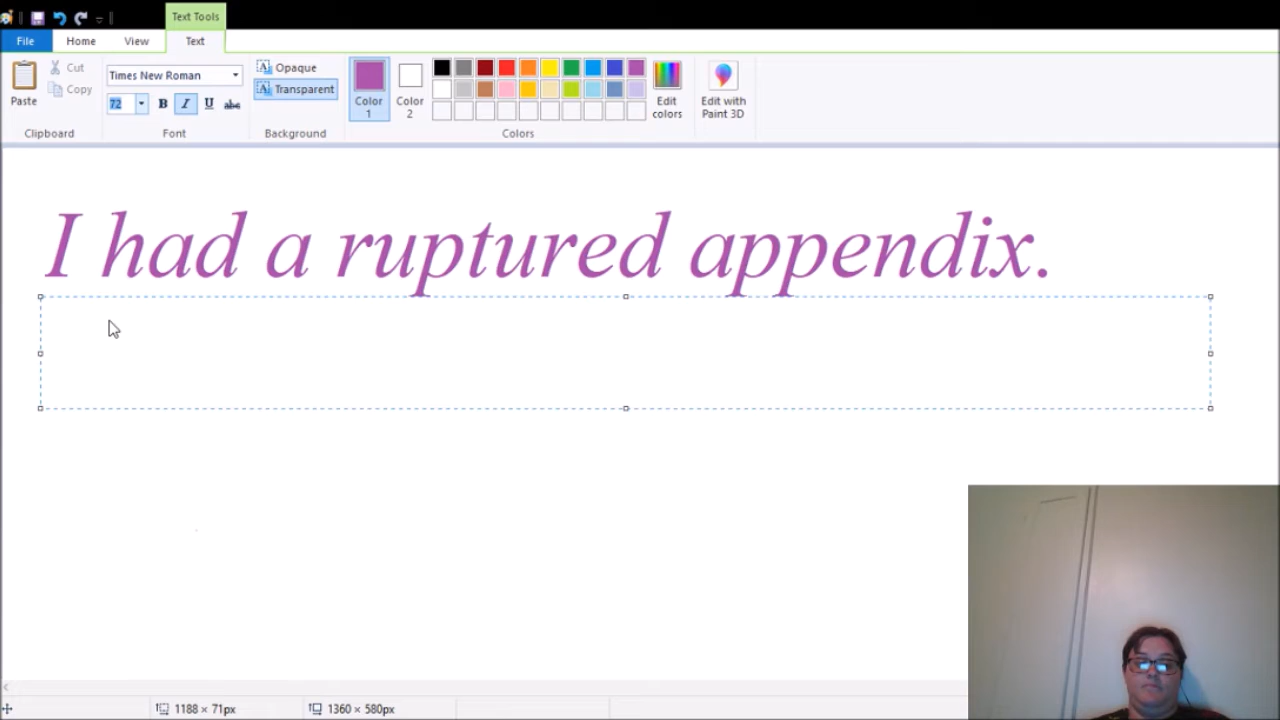 Text Tools
File Home View Text
Cut
Copy
Paste
Clipboard
Times New Roman
72 B I U abc
Font
Opaque
Transparent
Background
Color 1
Color 2
Edit colors
Colors
Edit with Paint 3D
I had a ruptured appendix.
1188 × 71px 1360 × 580px